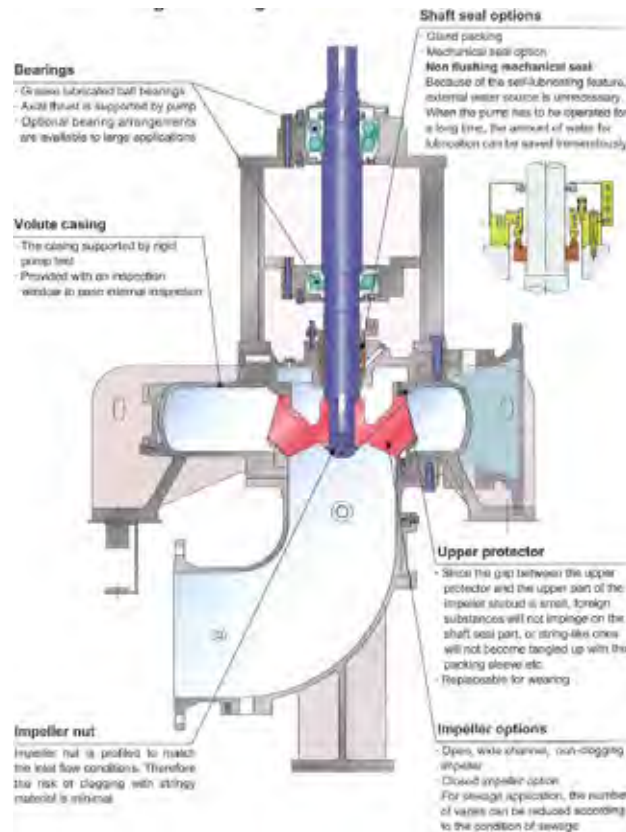 Shaft seal options
· Gland packing
· Mechanical seal option
Non flushing mechanical seal
Because of the self-lubricating feature,
external water source is unnecessary.
When the pump has to be operated for
a long time, the amount of water for
lubrication can be saved tremendously
Bearings
· Grease lubricated ball bearings
· Axial thrust is supported by pump
· Optional bearing arrangements
are available to large applications
Volute casing
· The casing supported by rigid
pump feet
· Provided with an inspection
window to ease internal inspection
Upper protector
· Since the gap between the upper
protector and the upper part of the
impeller shroud is small, foreign
substances will not impinge on the
shaft seal part, or string-like ones
will not become tangled up with the
packing sleeve etc.
· Replaceable for wearing
Impeller nut
Impeller nut is profiled to match
the inlet flow conditions. Therefore
the risk of clogging with stringy
material is minimal
Impeller options
· Open, wide channel, non-clogging
impeller
· Closed impeller option
For sewage application, the number
of vanes can be reduced according
to the condition of sewage